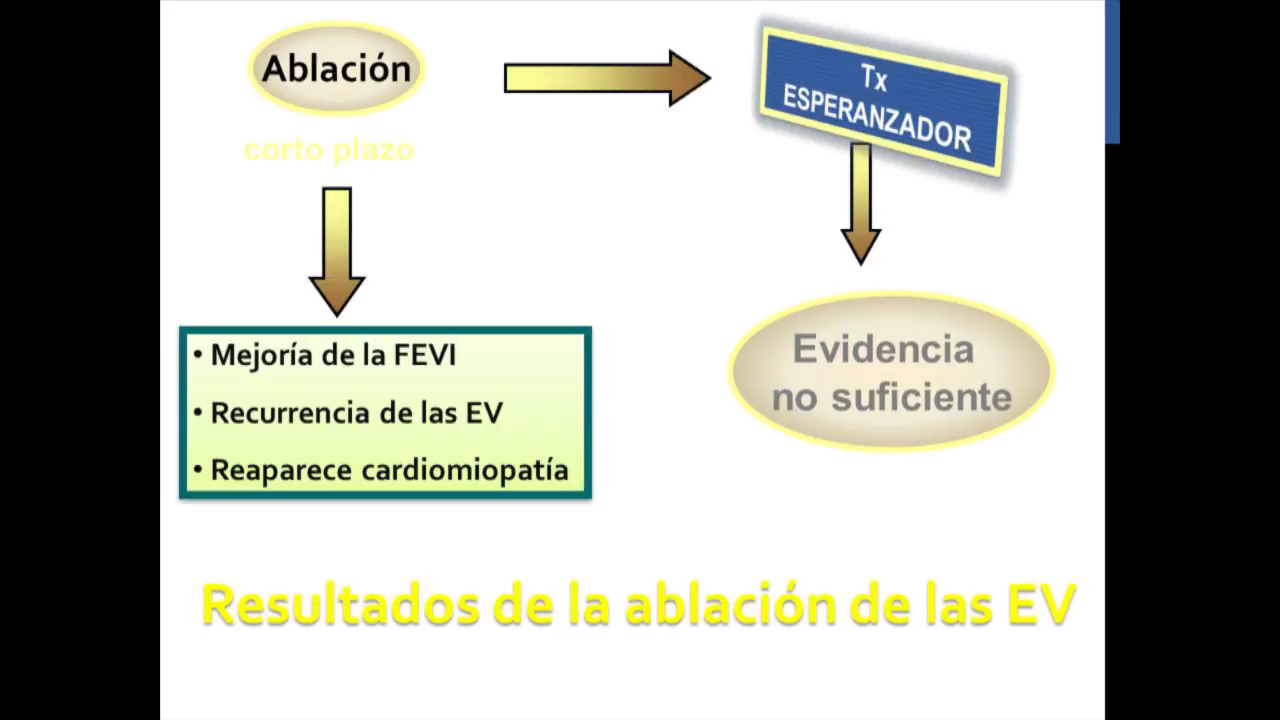 Ablación
corto plazo
Tx
ESPERANZADOR
• Mejoría de la FEVI
• Recurrencia de las EV
• Reaparece cardiomiopatía
Evidencia
no suficiente
Resultados de la ablación de las EV